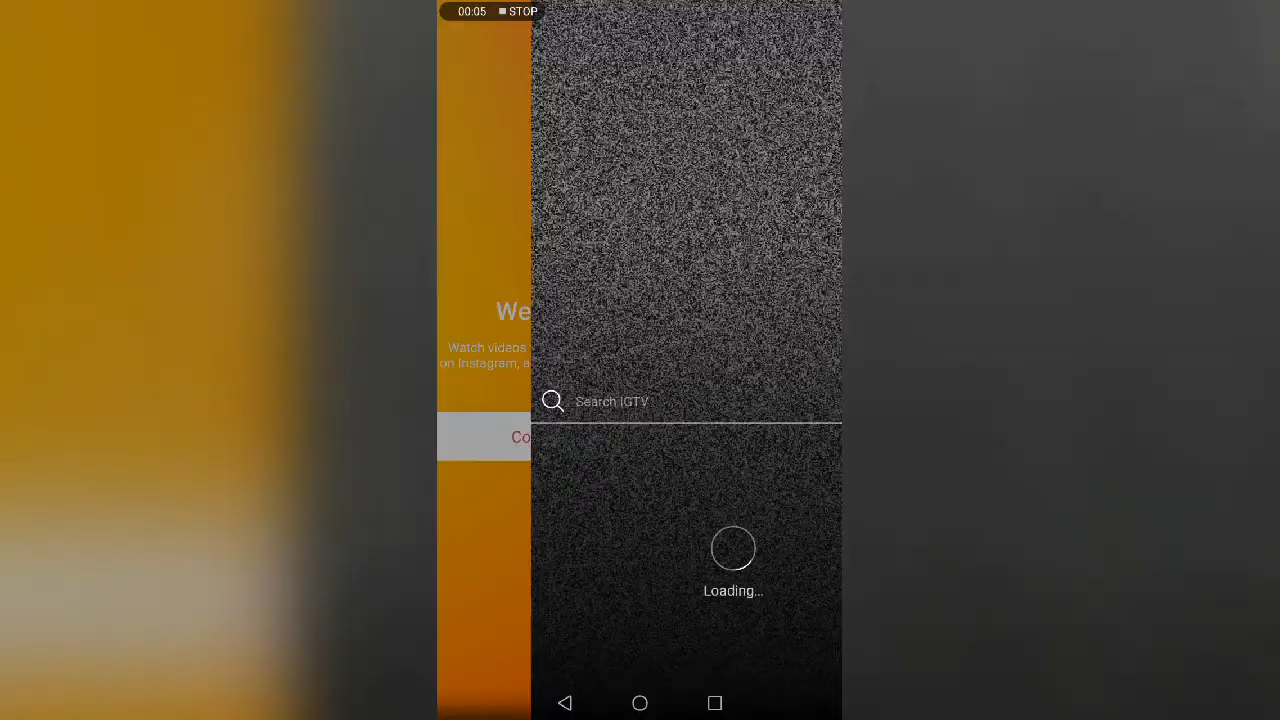 00:05 STOP
We
Watch videos
on Instagram, a
Co
Search IGTV
Loading...